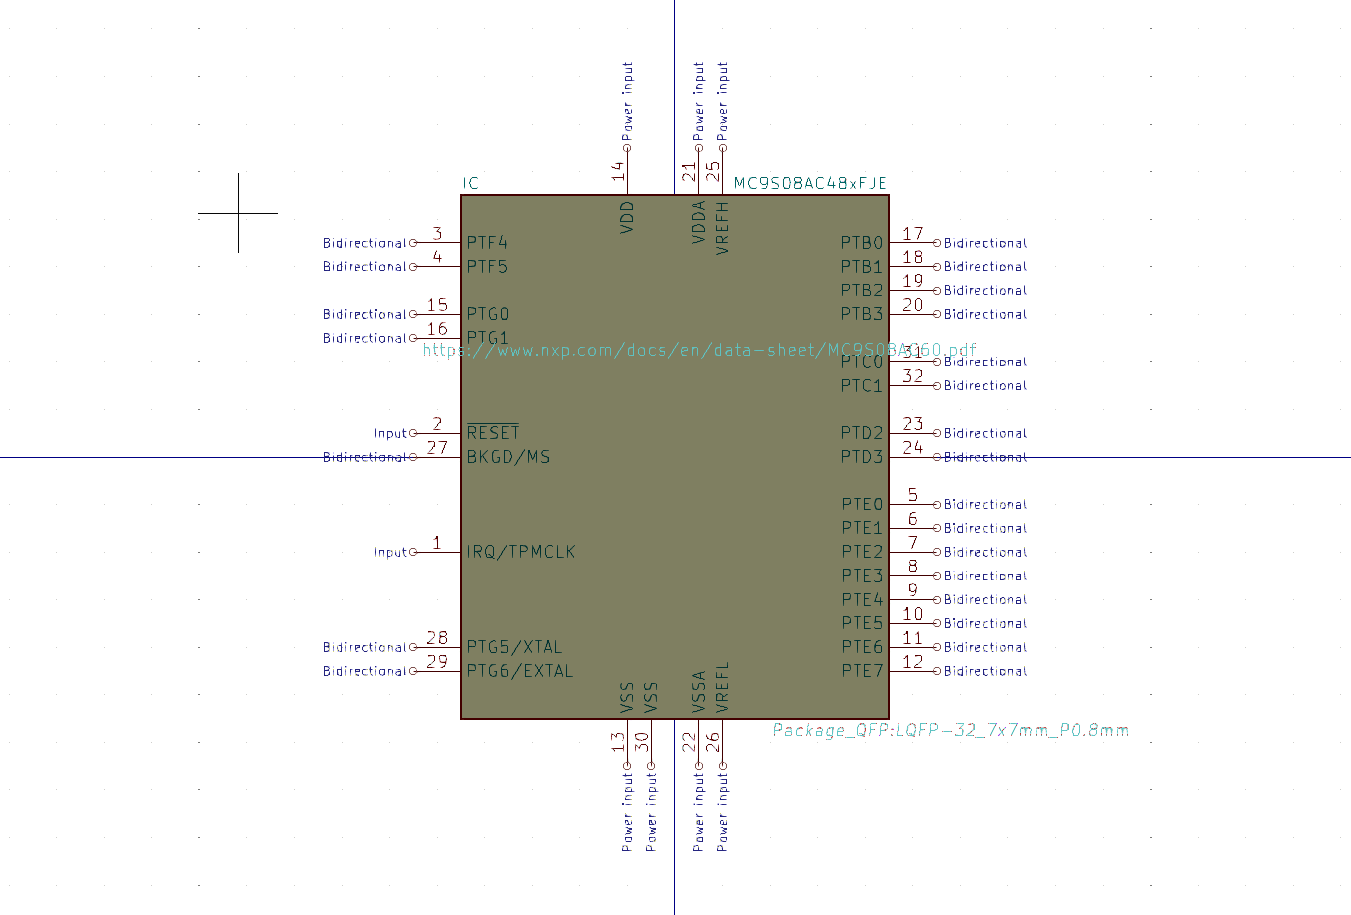 Power input
Power input
Power input
14
21
25
IC
MC9S08AC48xFJE
VDD
VDDA
VREFH
Bidirectional 3 PTF4
PTB0 17 Bidirectional
Bidirectional 4 PTF5
PTB1 18 Bidirectional
PTB2 19 Bidirectional
Bidirectional 15 PTG0
PTB3 20 Bidirectional
Bidirectional 16 PTG1
https://www.nxp.com/docs/en/data-sheet/MC9S08AC60.pdf
PTC0 31 Bidirectional
PTC1 32 Bidirectional
Input 2 RESET
PTD2 23 Bidirectional
Bidirectional 27 BKGD/MS
PTD3 24 Bidirectional
PTE0 5 Bidirectional
PTE1 6 Bidirectional
Input 1 IRQ/TPMCLK
PTE2 7 Bidirectional
PTE3 8 Bidirectional
PTE4 9 Bidirectional
PTE5 10 Bidirectional
Bidirectional 28 PTG5/XTAL
PTE6 11 Bidirectional
Bidirectional 29 PTG6/EXTAL
PTE7 12 Bidirectional
VSS
VSS
VSSA
VREFL
Package_QFP:LQFP-32_7x7mm_P0.8mm
13
30
22
26
Power input
Power input
Power input
Power input